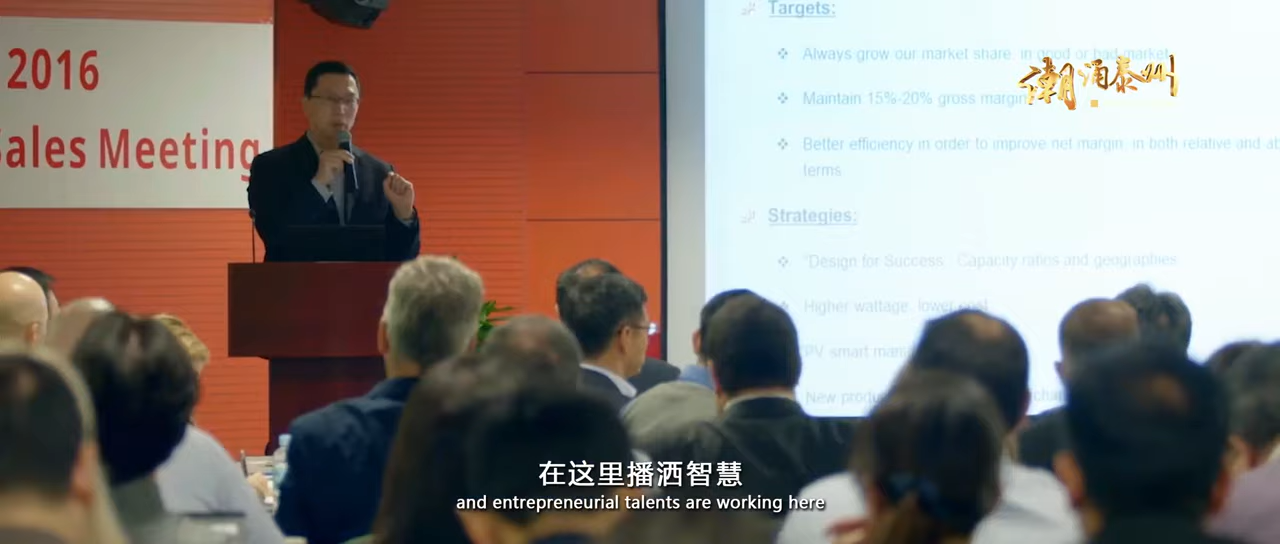 2016
Sales Meeting
Targets:
Always grow our market share, in good or bad market
Maintain 15%-20% gross margin
Better efficiency in order to improve net margin, in both relative and
terms
Strategies:
"Design for Success Capacity ratios and geographies
Higher wattage, lower cost
PV smart
New
潮涌泰州
在这里播洒智慧
and entrepreneurial talents are working here